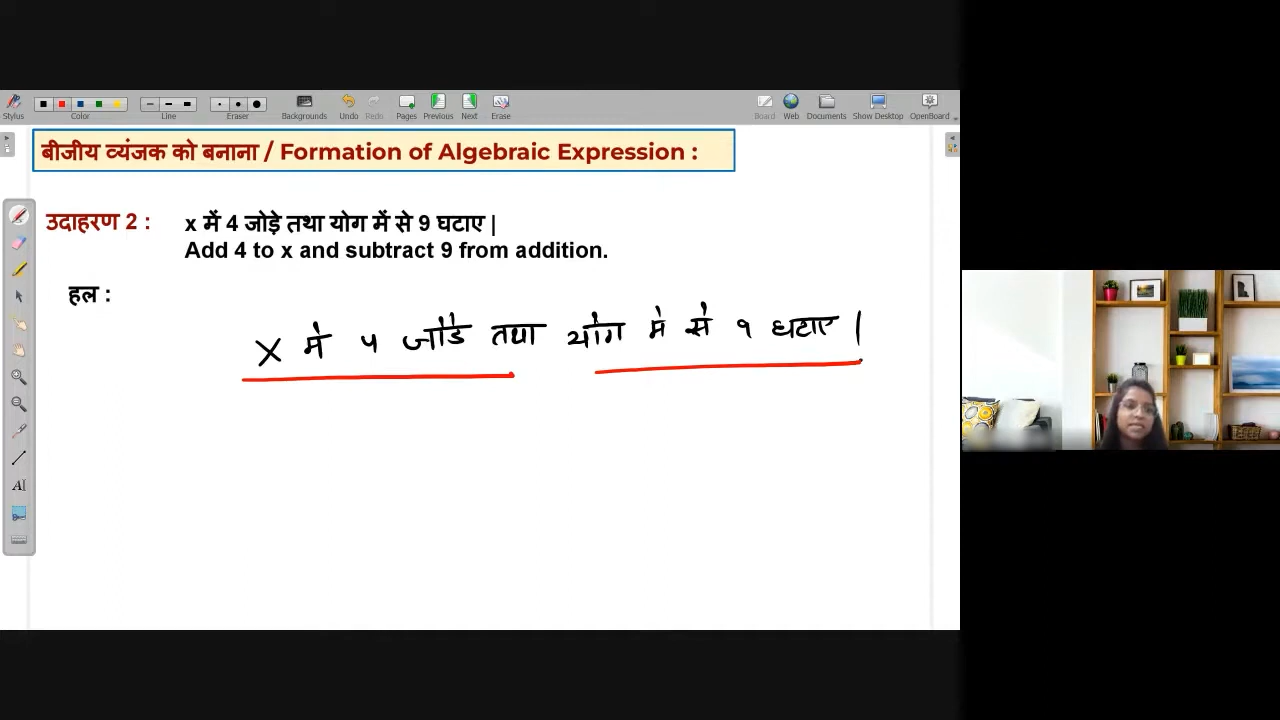 Stylus Color Line Eraser Backgrounds Undo Redo Pages Previous Next Erase Board Web Documents Show Desktop OpenBoard
बीजीय व्यंजक को बनाना / Formation of Algebraic Expression :
उदाहरण 2 : x में 4 जोड़े तथा योग में से 9 घटाए |
Add 4 to x and subtract 9 from addition.
हल :
x में 4 जोडे तथा योग में से 9 घटाए |